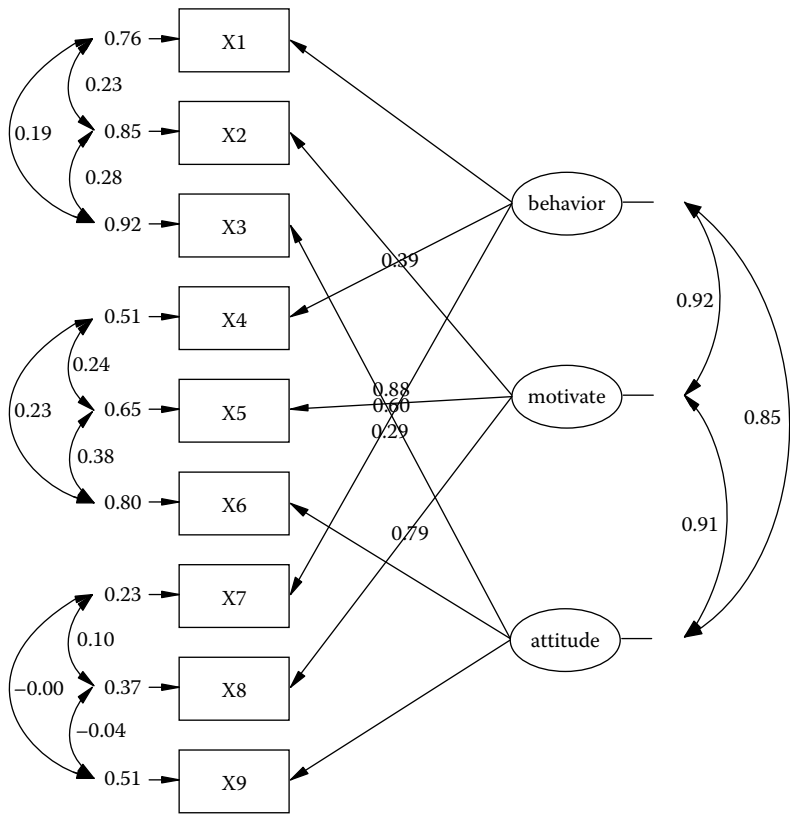 0.76
X1
0.23
0.85
X2
0.19
0.28
0.92
X3
behavior
0.39
0.51
X4
0.92
0.24
0.23
0.65
X5
0.88
0.60
0.29
motivate
0.85
0.38
0.80
X6
0.79
0.91
0.23
X7
0.10
attitude
−0.00
0.37
X8
−0.04
0.51
X9